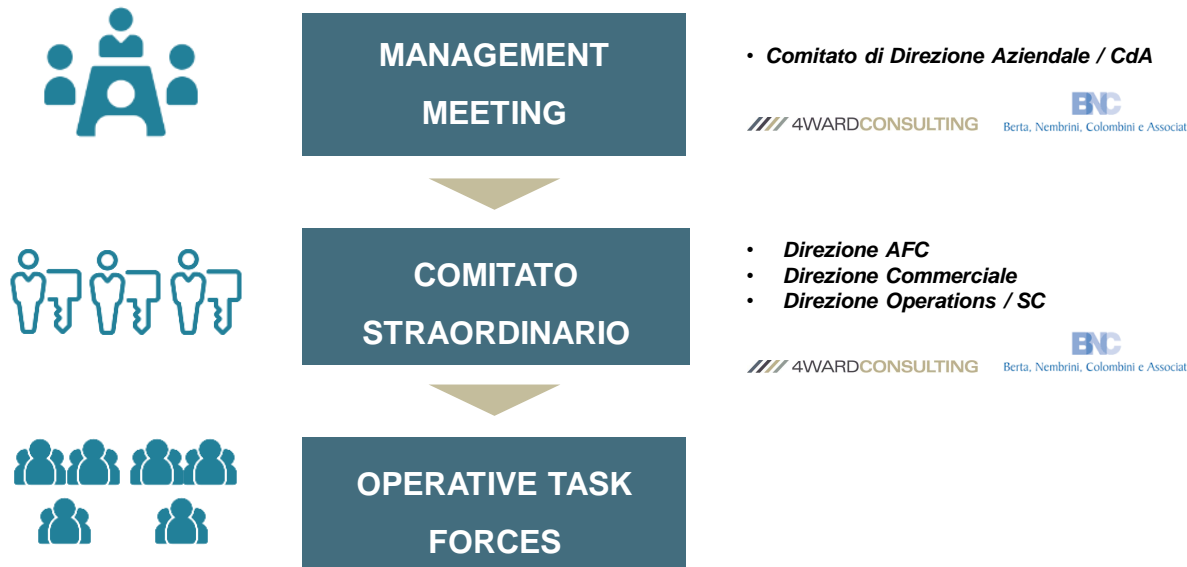 MANAGEMENT
MEETING
• Comitato di Direzione Aziendale / CdA
4WARDCONSULTING
BNC
Berta, Nembrini, Colombini e Associat
COMITATO
STRAORDINARIO
• Direzione AFC
• Direzione Commerciale
• Direzione Operations / SC
4WARDCONSULTING
BNC
Berta, Nembrini, Colombini e Associat
OPERATIVE TASK
FORCES